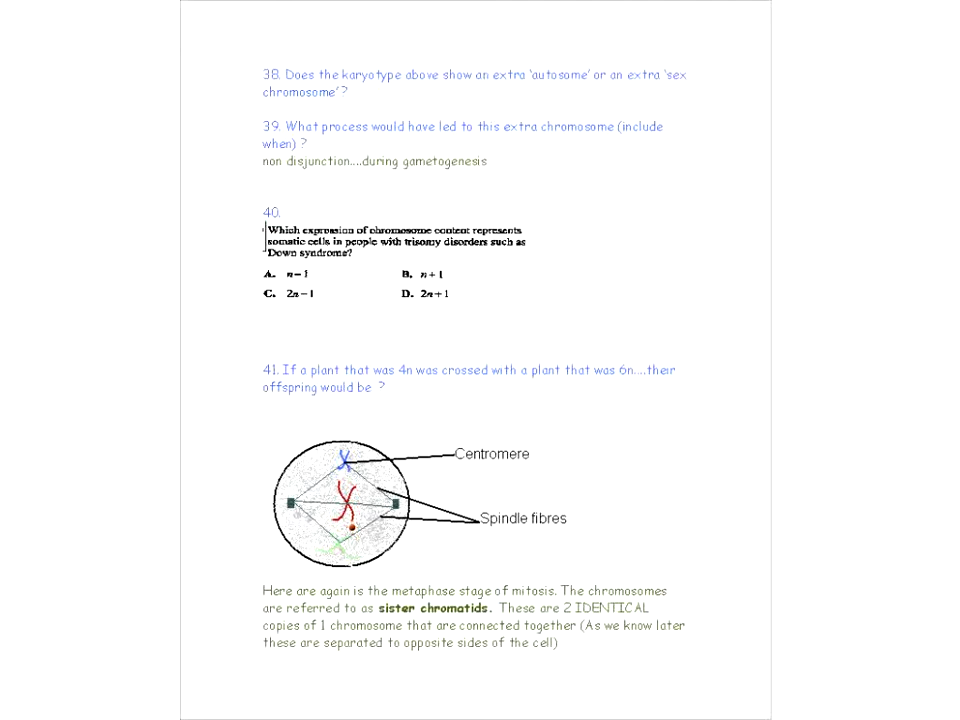 38. Does the karyotype above show an extra 'autosome' or an extra 'sex
chromosome' ?
39. What process would have led to this extra chromosome (include
when) ?
non disjunction....during gametogenesis
40.
Which expression of chromosome content represents
somatic cells in people with trisomy disorders such as
Down syndrome?
A. n – 1 B. n + 1
C. 2n – 1 D. 2n + 1
41. If a plant that was 4n was crossed with a plant that was 6n....their
offspring would be ?
Centromere
Spindle fibres
Here are again is the metaphase stage of mitosis. The chromosomes
are referred to as sister chromatids. These are 2 IDENTICAL
copies of 1 chromosome that are connected together (As we know later
these are separated to opposite sides of the cell)